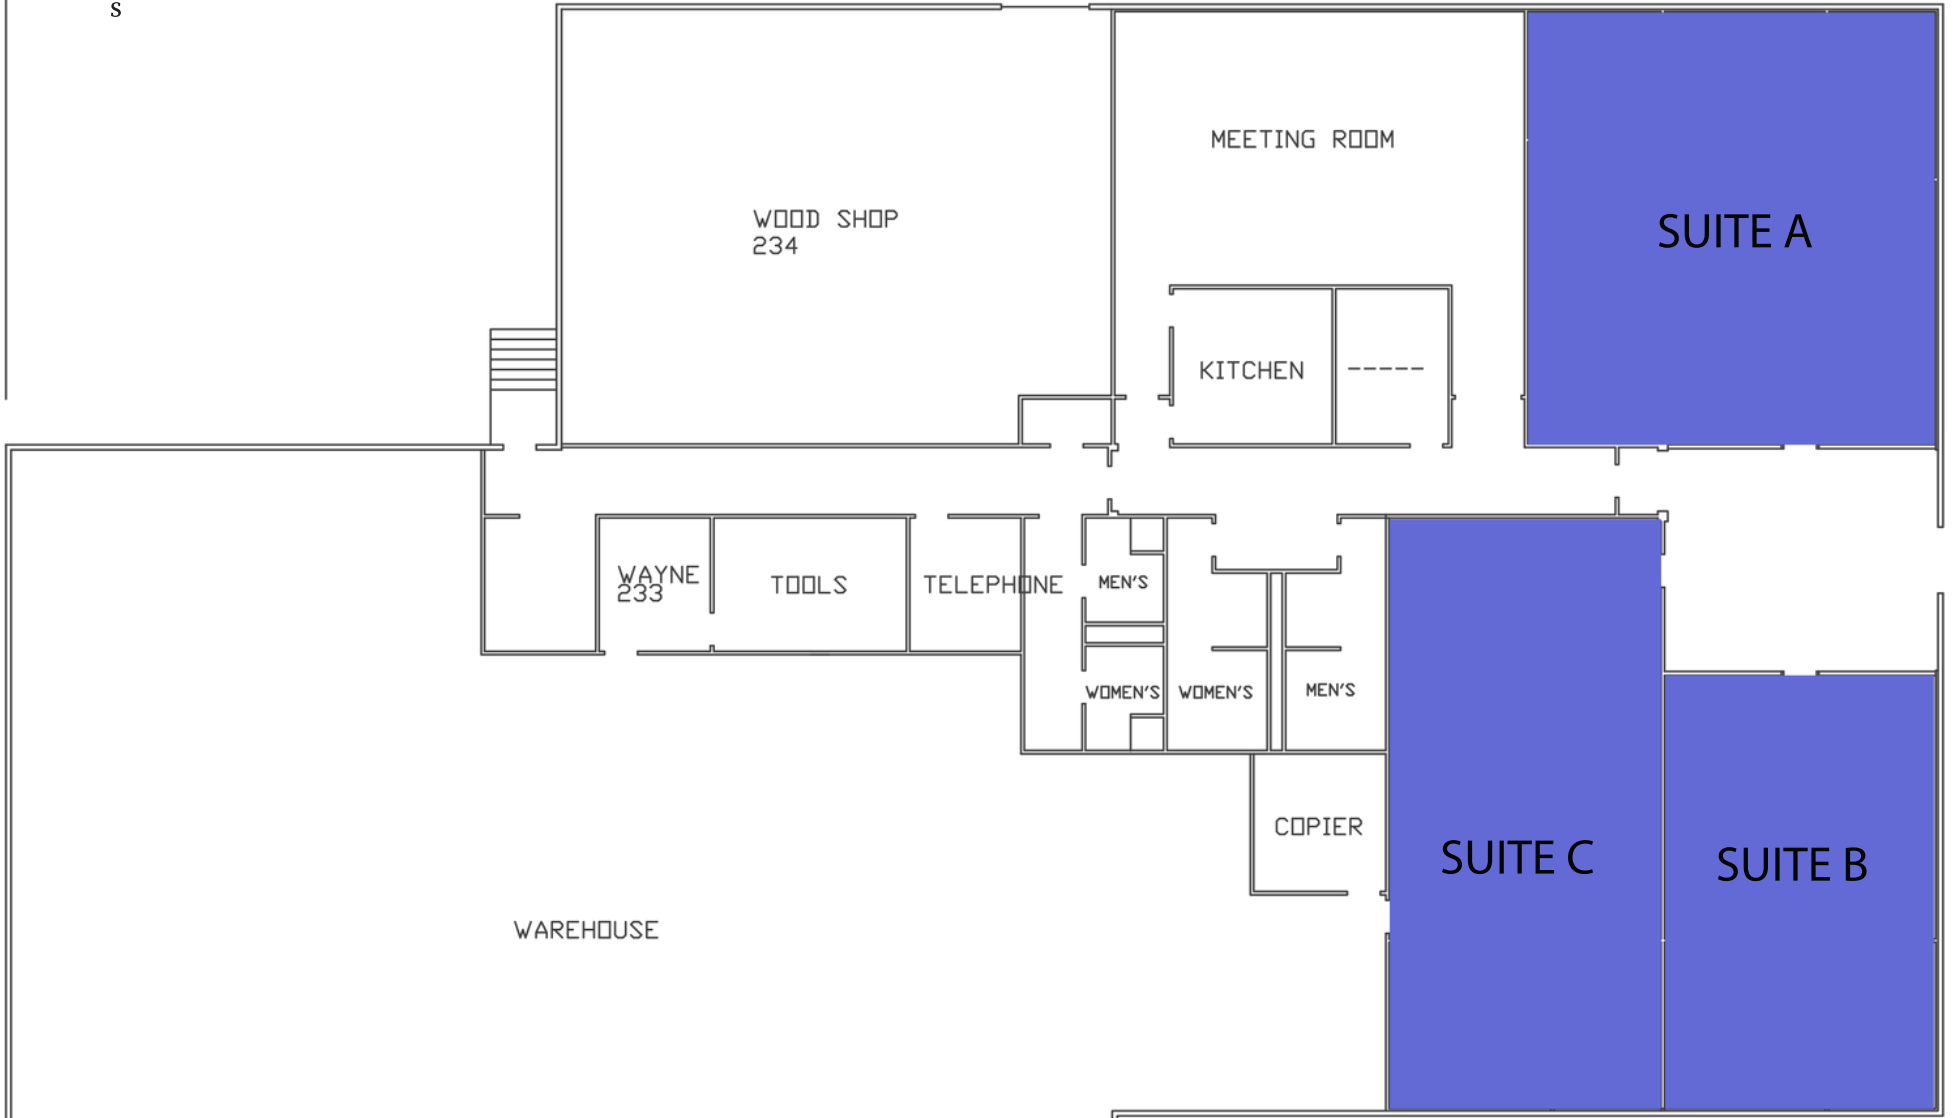 s
MEETING ROOM
WOOD SHOP
234
SUITE A
KITCHEN
-----
WAYNE
233
TOOLS
TELEPHONE
MEN'S
WOMEN'S
WOMEN'S
MEN'S
COPIER
SUITE C
SUITE B
WAREHOUSE